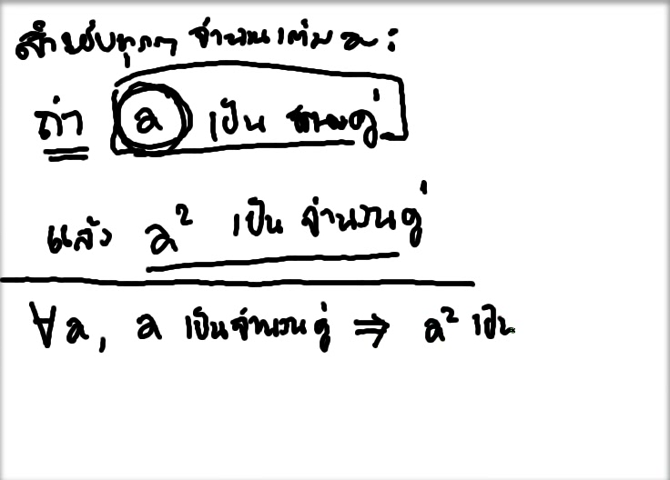 สำหรับทุกๆ จำนวนเต็ม a:
ถ้า a เป็น จำนวนคู่
แล้ว a² เป็น จำนวนคู่
∀a, a เป็นจำนวนคู่ ⇒ a² เป็น